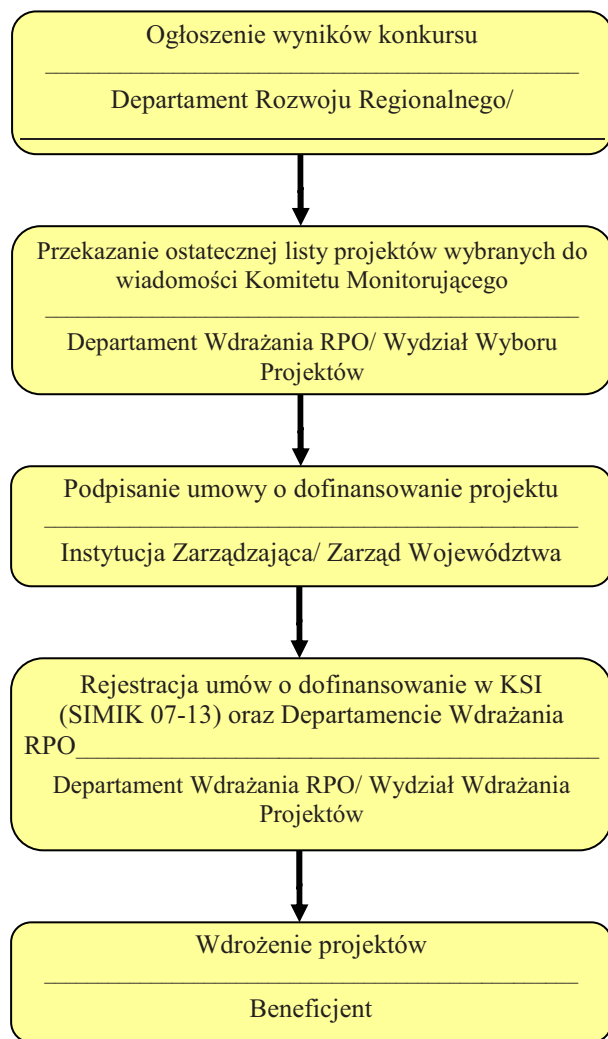 Ogłoszenie wyników konkursu
Departament Rozwoju Regionalnego/
Przekazanie ostatecznej listy projektów wybranych do
wiadomości Komitetu Monitorującego
Departament Wdrażania RPO/ Wydział Wyboru
Projektów
Podpisanie umowy o dofinansowanie projektu
Instytucja Zarządzająca/ Zarząd Województwa
Rejestracja umów o dofinansowanie w KSI
(SIMIK 07-13) oraz Departamencie Wdrażania
RPO
Departament Wdrażania RPO/ Wydział Wdrażania
Projektów
Wdrożenie projektów
Beneficjent